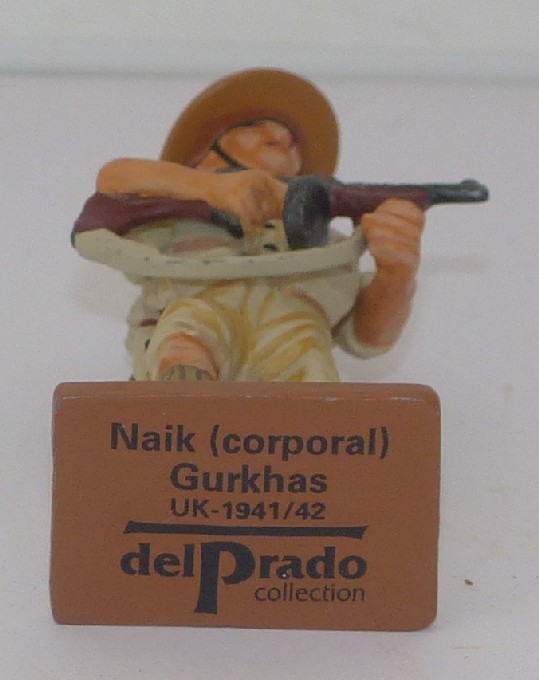 Naik (corporal)
Gurkhas
UK-1941/42
delPrado
collection